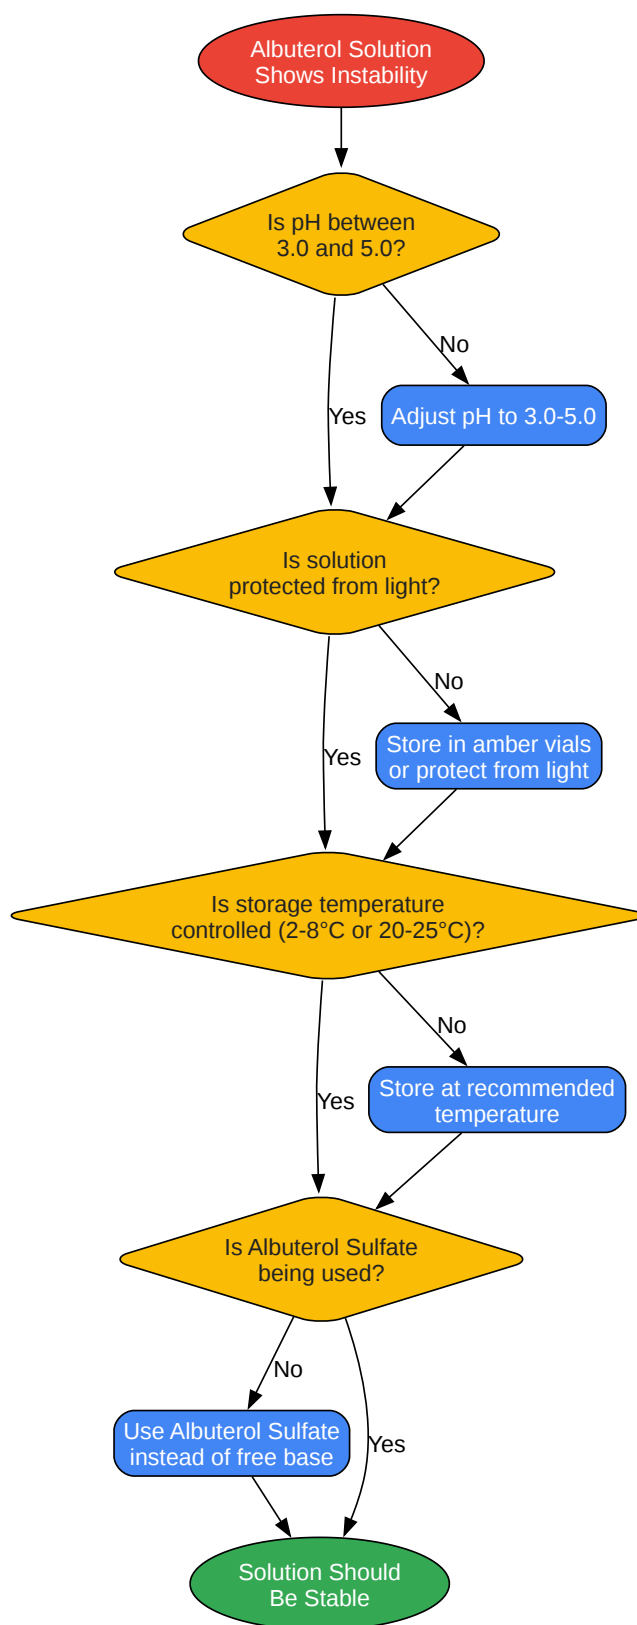 Albuterol Solution
Shows Instability
Is pH between
3.0 and 5.0?
No
Yes
Adjust pH to 3.0-5.0
Is solution
protected from light?
No
Yes
Store in amber vials
or protect from light
Is storage temperature
controlled (2-8°C or 20-25°C)?
No
Yes
Store at recommended
temperature
Is Albuterol Sulfate
being used?
No
Use Albuterol Sulfate
instead of free base
Yes
Solution Should
Be Stable